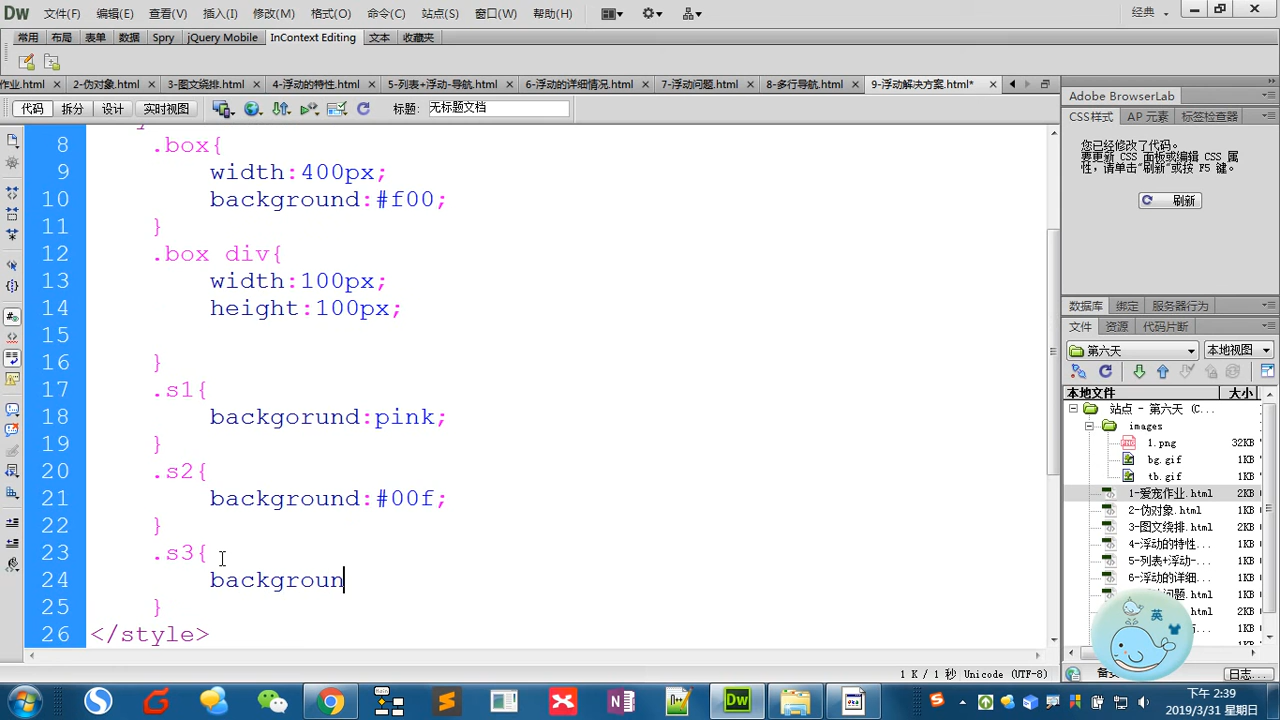 Dw 文件(F) 编辑(E) 查看(V) 插入(I) 修改(M) 格式(O) 命令(C) 站点(S) 窗口(W) 帮助(H) 经典
常用 布局 表单 数据 Spry jQuery Mobile InContext Editing 文本 收藏夹
作业.html 2-伪对象.html 3-图文绕排.html 4-浮动的特性.html 5-列表+浮动-导航.html 6-浮动的详细情况.html 7-浮动问题.html 8-多行导航.html 9-浮动解决方案.html*
代码 拆分 设计 实时视图 标题: 无标题文档
8 .box{
9 width:400px;
10 background:#f00;
11 }
12 .box div{
13 width:100px;
14 height:100px;
15
16 }
17 .s1{
18 backgorund:pink;
19 }
20 .s2{
21 background:#00f;
22 }
23 .s3{
24 backgroun
25 }
26 </style>
1 K / 1 秒 Unicode (UTF-8)
Adobe BrowserLab
CSS样式 AP 元素 标签检查器
您已经修改了代码。
要更新 CSS 面板或编辑 CSS 属
性，请单击“刷新”或按 F5 键。
刷新
数据库 绑定 服务器行为
文件 资源 代码片断
第六天 本地视图
本地文件 大小
站点 - 第六天 (C...
images
1.png 32KB
bg.gif 1KB
tb.gif 1KB
1-爱宠作业.html 2KB
2-伪对象.html 1KB
3-图文绕排.html 1KB
4-浮动的特性... 1KB
5-列表+浮动-... 1KB
6-浮动的详细... 1KB
问题.html 1KB
1KB
1KB
英
日志...
下午 2:39
2019/3/31 星期日